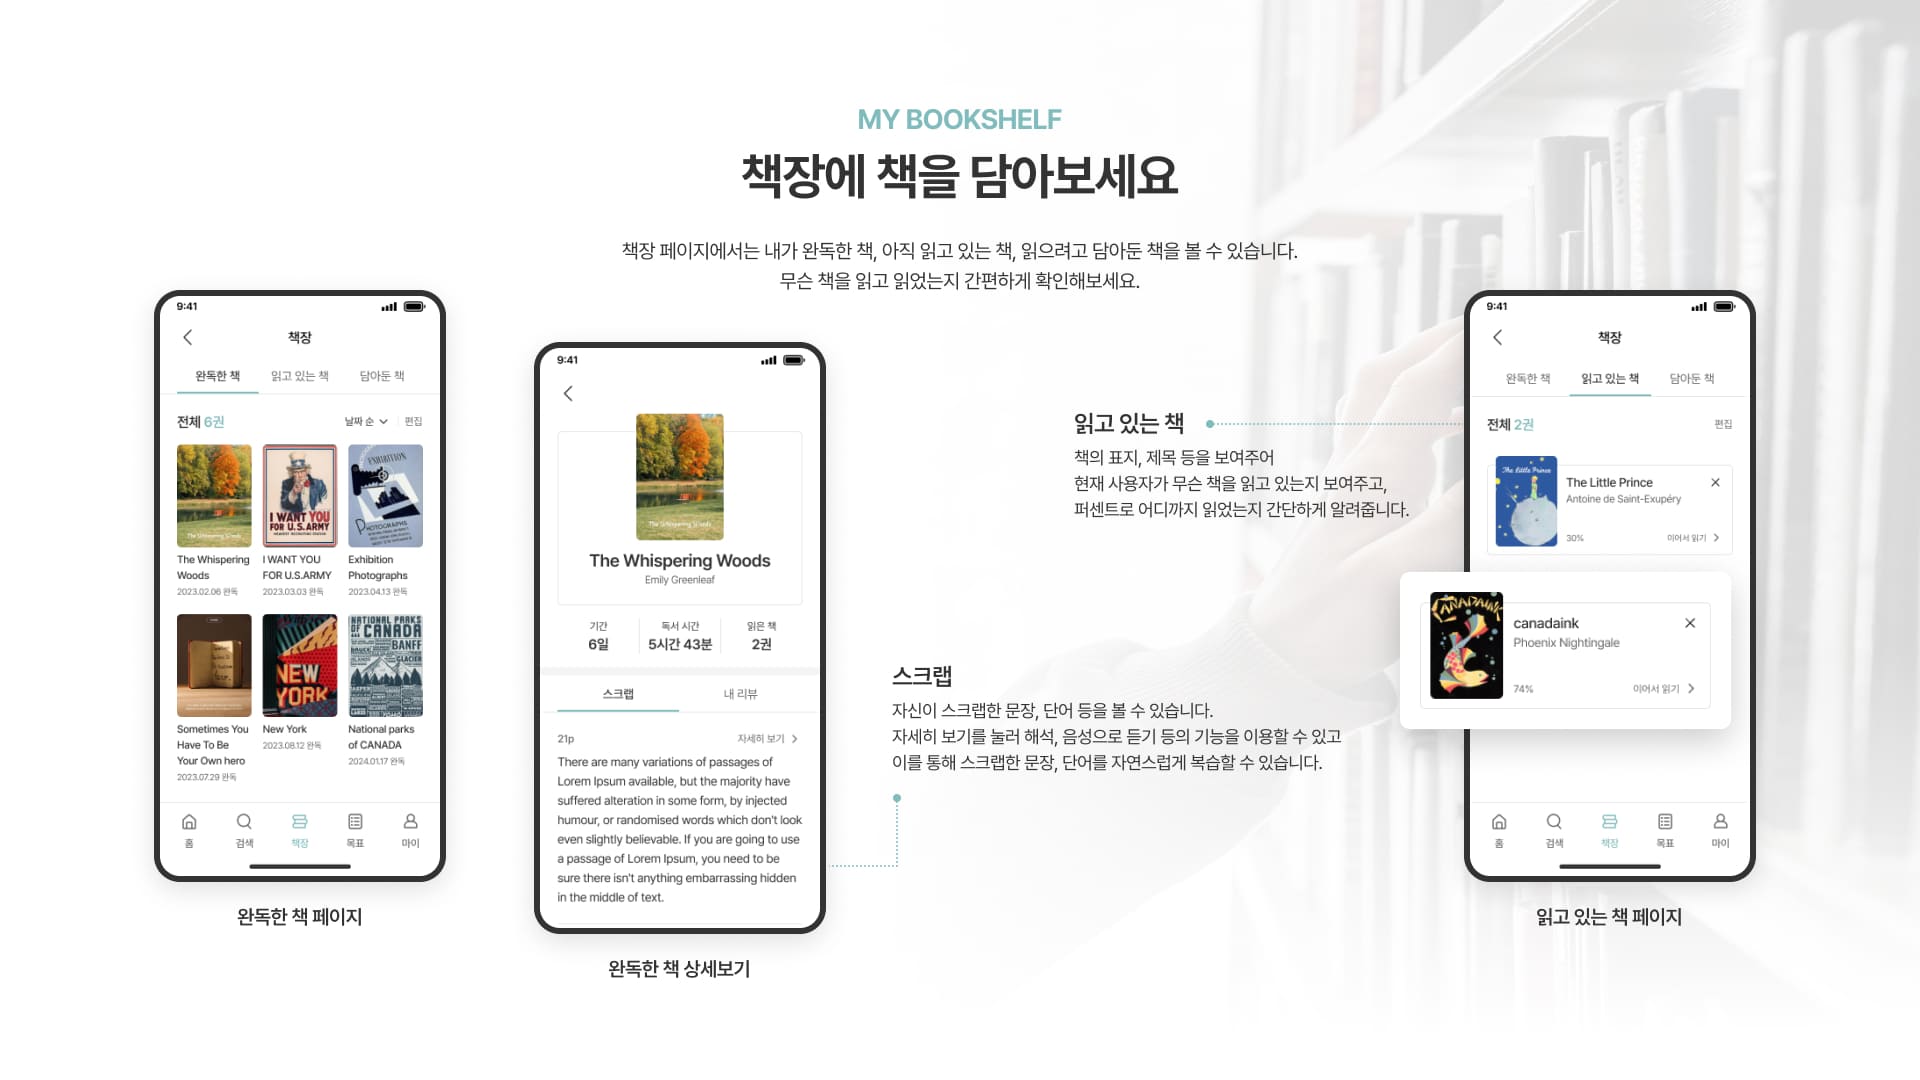 MY BOOKSHELF
책장에 책을 담아보세요
책장 페이지에서는 내가 완독한 책, 아직 읽고 있는 책, 읽으려고 담아둔 책을 볼 수 있습니다.
무슨 책을 읽고 읽었는지 간편하게 확인해보세요.
9:41
책장
완독한 책
읽고 있는 책
담아둔 책
전체 6권
날짜 순
편집
The Whispering Woods
I WANT YOU
FOR U.S.ARMY
EXHIBITION
PHOTOGRAPHS
The Whispering
Woods
2023.02.06 완독
I WANT YOU
FOR U.S.ARMY
2023.03.03 완독
Exhibition
Photographs
2023.04.13 완독
NEW
YORK
NATIONAL PARKS
OF CANADA
BANFF
GLACIER
Sometimes You
Have To Be
Your Own hero
2023.07.29 완독
New York
2023.08.12 완독
National parks
of CANADA
2024.01.17 완독
홈
검색
책장
목표
마이
완독한 책 페이지
9:41
The Whispering Woods
The Whispering Woods
Emily Greenleaf
기간
6일
독서 시간
5시간 43분
읽은 책
2권
스크랩
내 리뷰
21p
자세히 보기
There are many variations of passages of
Lorem Ipsum available, but the majority have
suffered alteration in some form, by injected
humour, or randomised words which don't look
even slightly believable. If you are going to use
a passage of Lorem Ipsum, you need to be
sure there isn't anything embarrassing hidden
in the middle of text.
완독한 책 상세보기
읽고 있는 책
책의 표지, 제목 등을 보여주어
현재 사용자가 무슨 책을 읽고 있는지 보여주고,
퍼센트로 어디까지 읽었는지 간단하게 알려줍니다.
스크랩
자신이 스크랩한 문장, 단어 등을 볼 수 있습니다.
자세히 보기를 눌러 해석, 음성으로 듣기 등의 기능을 이용할 수 있고
이를 통해 스크랩한 문장, 단어를 자연스럽게 복습할 수 있습니다.
9:41
책장
완독한 책
읽고 있는 책
담아둔 책
전체 2권
편집
The Little Prince
The Little Prince
Antoine de Saint-Exupéry
30%
이어서 읽기
CANADAINK
canadaink
Phoenix Nightingale
74%
이어서 읽기
홈
검색
책장
목표
마이
읽고 있는 책 페이지